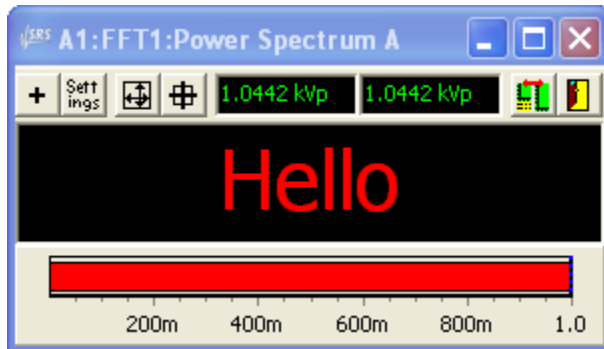 SRS A1:FFT1:Power Spectrum A
+ Sett ings 1.0442 kVp 1.0442 kVp
Hello
200m 400m 600m 800m 1.0